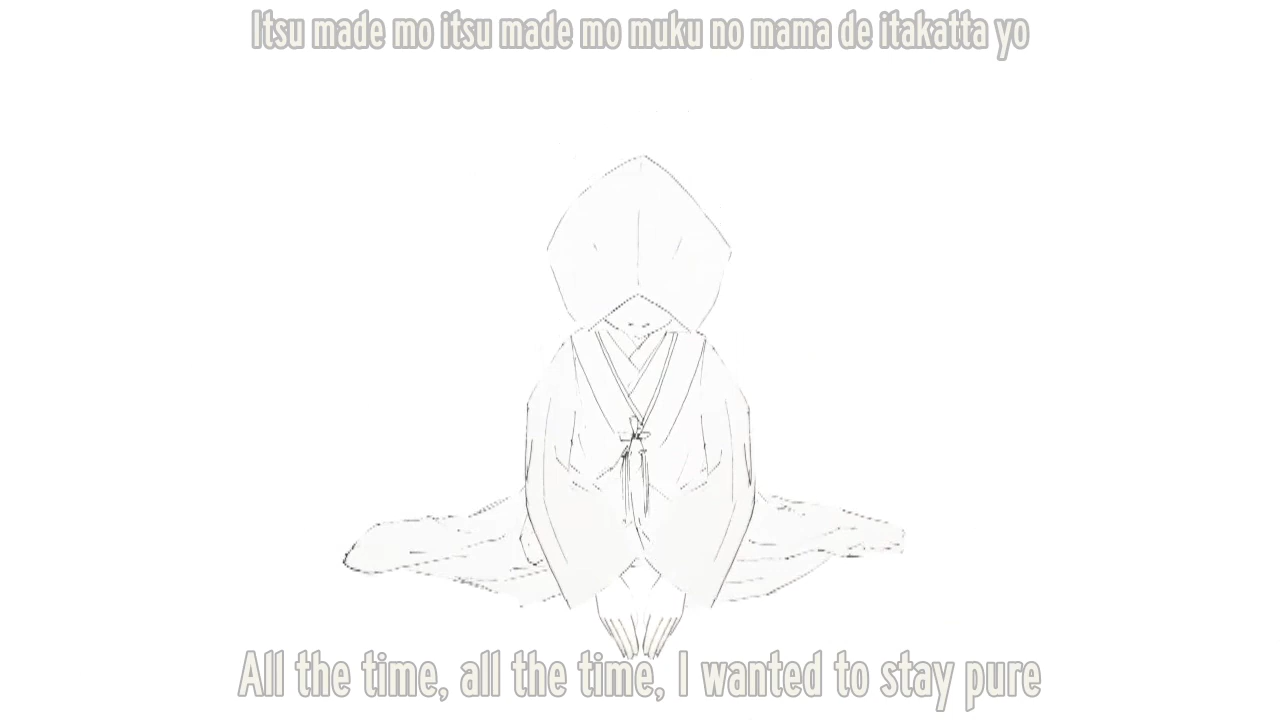 Itsu made mo itsu made mo muku no mama de itakatta yo
All the time, all the time, I wanted to stay pure